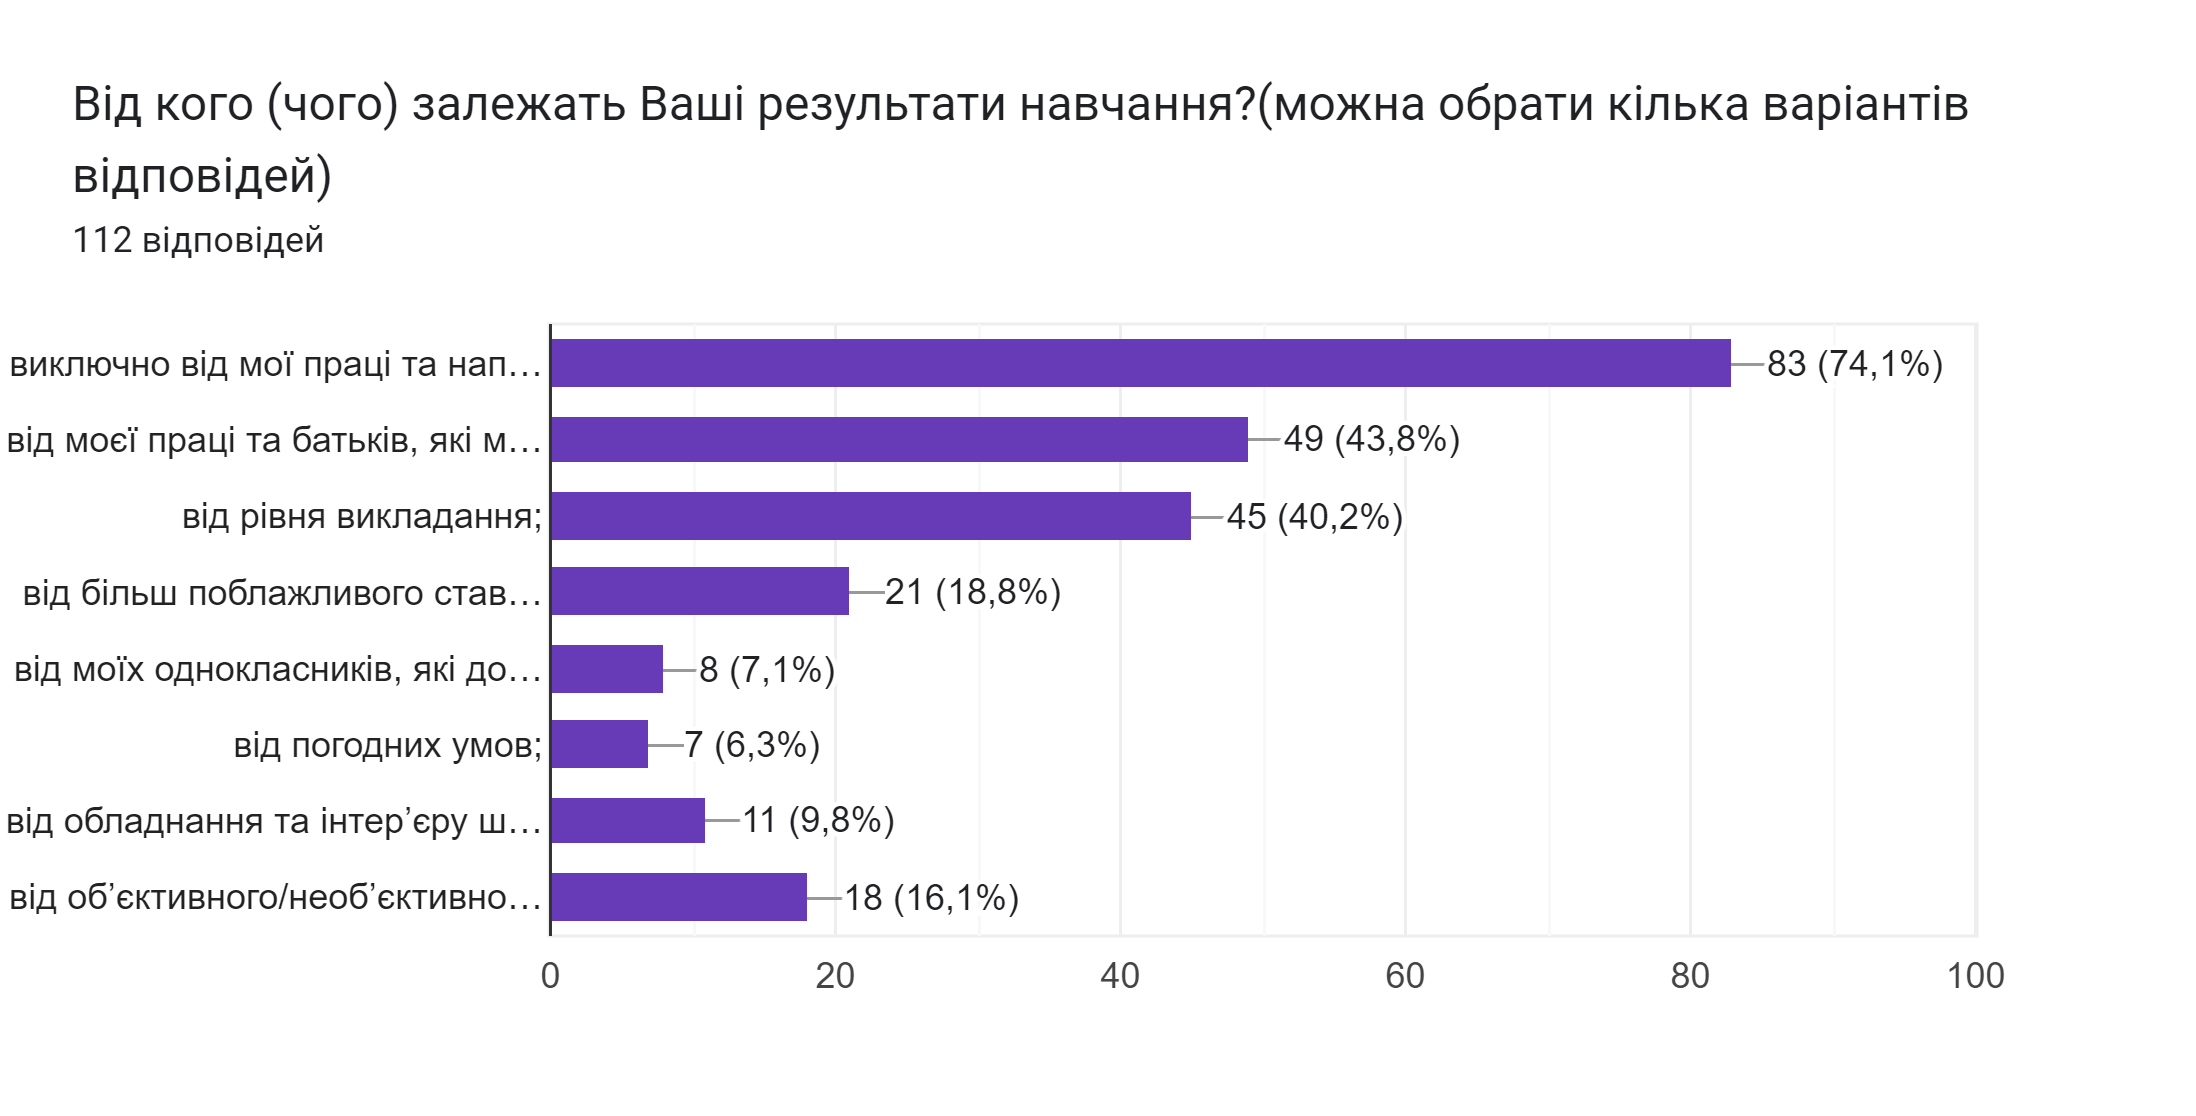 Від кого (чого) залежать Ваші результати навчання?(можна обрати кілька варіантів
відповідей)
112 відповідей
виключно від мої праці та нап… 83 (74,1%)
від моєї праці та батьків, які м… 49 (43,8%)
від рівня викладання; 45 (40,2%)
від більш поблажливого став… 21 (18,8%)
від моїх однокласників, які до… 8 (7,1%)
від погодних умов; 7 (6,3%)
від обладнання та інтер’єру ш… 11 (9,8%)
від об’єктивного/необ’єктивно… 18 (16,1%)
0 20 40 60 80 100